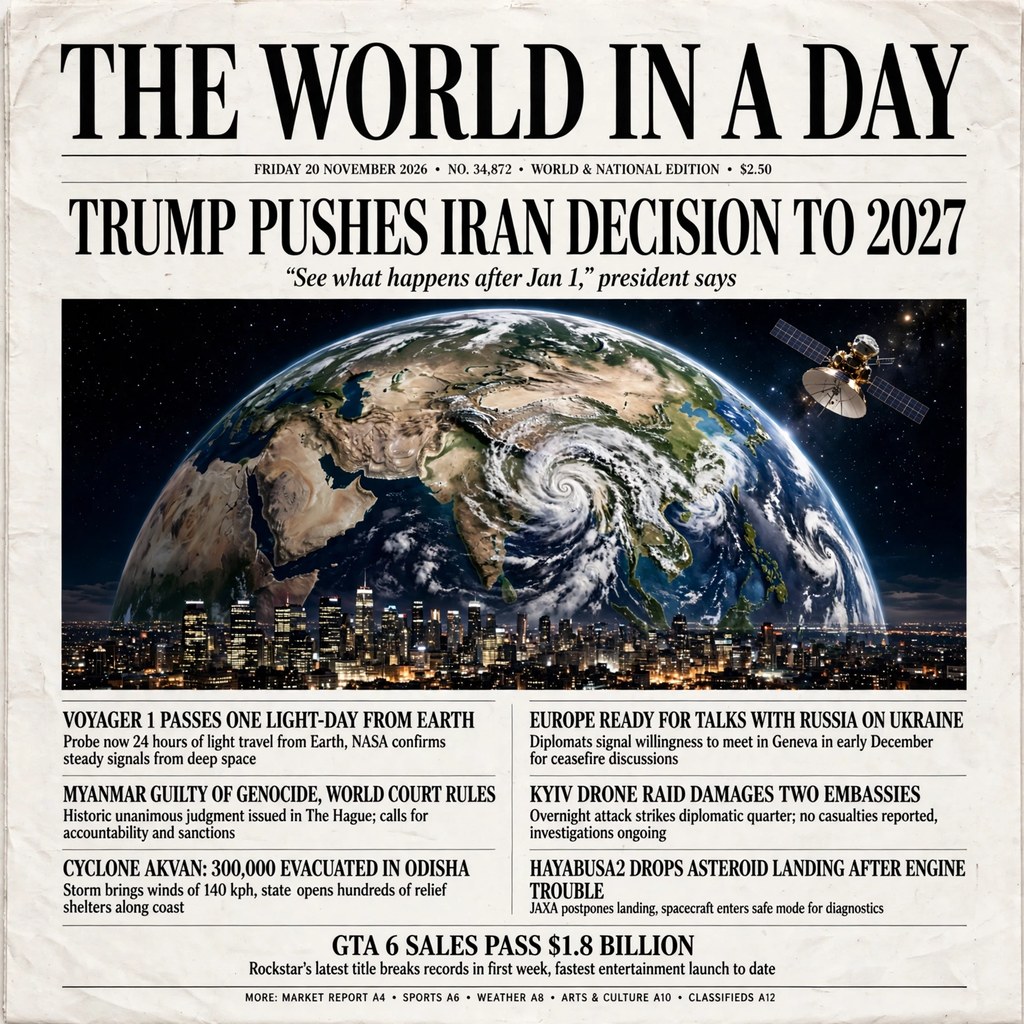 THE WORLD IN A DAY
FRIDAY 20 NOVEMBER 2026 • NO. 34,872 • WORLD & NATIONAL EDITION • $2.50
TRUMP PUSHES IRAN DECISION TO 2027
“See what happens after Jan 1,” president says
VOYAGER 1 PASSES ONE LIGHT-DAY FROM EARTH
Probe now 24 hours of light travel from Earth, NASA confirms
steady signals from deep space
MYANMAR GUILTY OF GENOCIDE, WORLD COURT RULES
Historic unanimous judgment issued in The Hague; calls for
accountability and sanctions
CYCLONE AKVAN: 300,000 EVACUATED IN ODISHA
Storm brings winds of 140 kph, state opens hundreds of relief
shelters along coast
EUROPE READY FOR TALKS WITH RUSSIA ON UKRAINE
Diplomats signal willingness to meet in Geneva in early December
for ceasefire discussions
KYIV DRONE RAID DAMAGES TWO EMBASSIES
Overnight attack strikes diplomatic quarter; no casualties reported,
investigations ongoing
HAYABUSA2 DROPS ASTEROID LANDING AFTER ENGINE
TROUBLE
JAXA postpones landing, spacecraft enters safe mode for diagnostics
GTA 6 SALES PASS $1.8 BILLION
Rockstar’s latest title breaks records in first week, fastest entertainment launch to date
MORE: MARKET REPORT A4 • SPORTS A6 • WEATHER A8 • ARTS & CULTURE A10 • CLASSIFIEDS A12